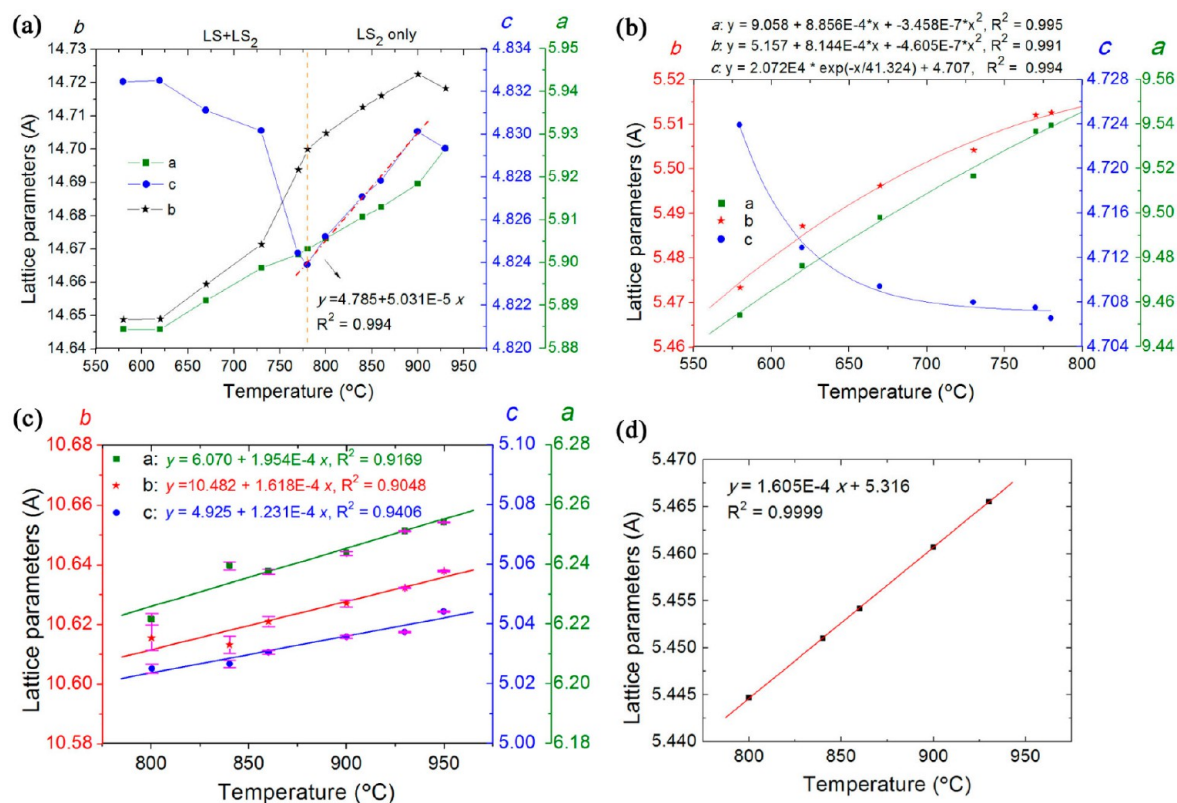 (a)
b
LS+LS₂ LS₂ only
c a
14.73
14.72
14.71
14.70
14.69
14.68
14.67
14.66
14.65
14.64
Lattice parameters (A)
a
c
b
y=4.785+5.031E-5 x
R² = 0.994
4.834
4.832
4.830
4.828
4.826
4.824
4.822
4.820
5.95
5.94
5.93
5.92
5.91
5.90
5.89
5.88
550 600 650 700 750 800 850 900 950
Temperature (°C)
(b)
a: y = 9.058 + 8.856E-4*x + -3.458E-7*x², R² = 0.995
b: y = 5.157 + 8.144E-4*x + -4.605E-7*x², R² = 0.991
c: y = 2.072E4 * exp(-x/41.324) + 4.707, R² = 0.994
b
c a
5.52
5.51
5.50
5.49
5.48
5.47
5.46
Lattice parameters (A)
a
b
c
4.728
4.724
4.720
4.716
4.712
4.708
4.704
9.56
9.54
9.52
9.50
9.48
9.46
9.44
600 650 700 750 800
Temperature (°C)
(c)
b
c a
10.68
10.66
10.64
10.62
10.60
10.58
Lattice parameters (A)
a: y = 6.070 + 1.954E-4 x, R² = 0.9169
b: y = 10.482 + 1.618E-4 x, R² = 0.9048
c: y = 4.925 + 1.231E-4 x, R² = 0.9406
5.10
5.08
5.06
5.04
5.02
5.00
6.28
6.26
6.24
6.22
6.20
6.18
800 850 900 950
Temperature (°C)
(d)
5.470
5.465
5.460
5.454
5.450
5.445
5.440
Lattice parameters (A)
y = 1.605E-4 x + 5.316
R² = 0.9999
800 850 900 950
Temperature (°C)